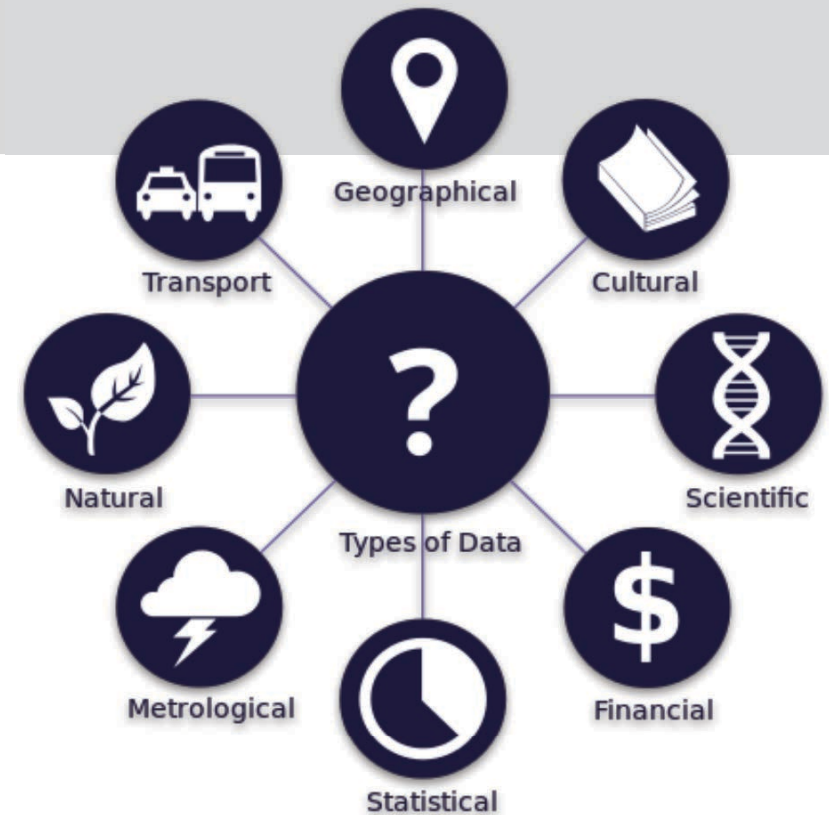 Geographical
Transport
Cultural
?
Natural
Scientific
Types of Data
$
Metrological
Financial
Statistical